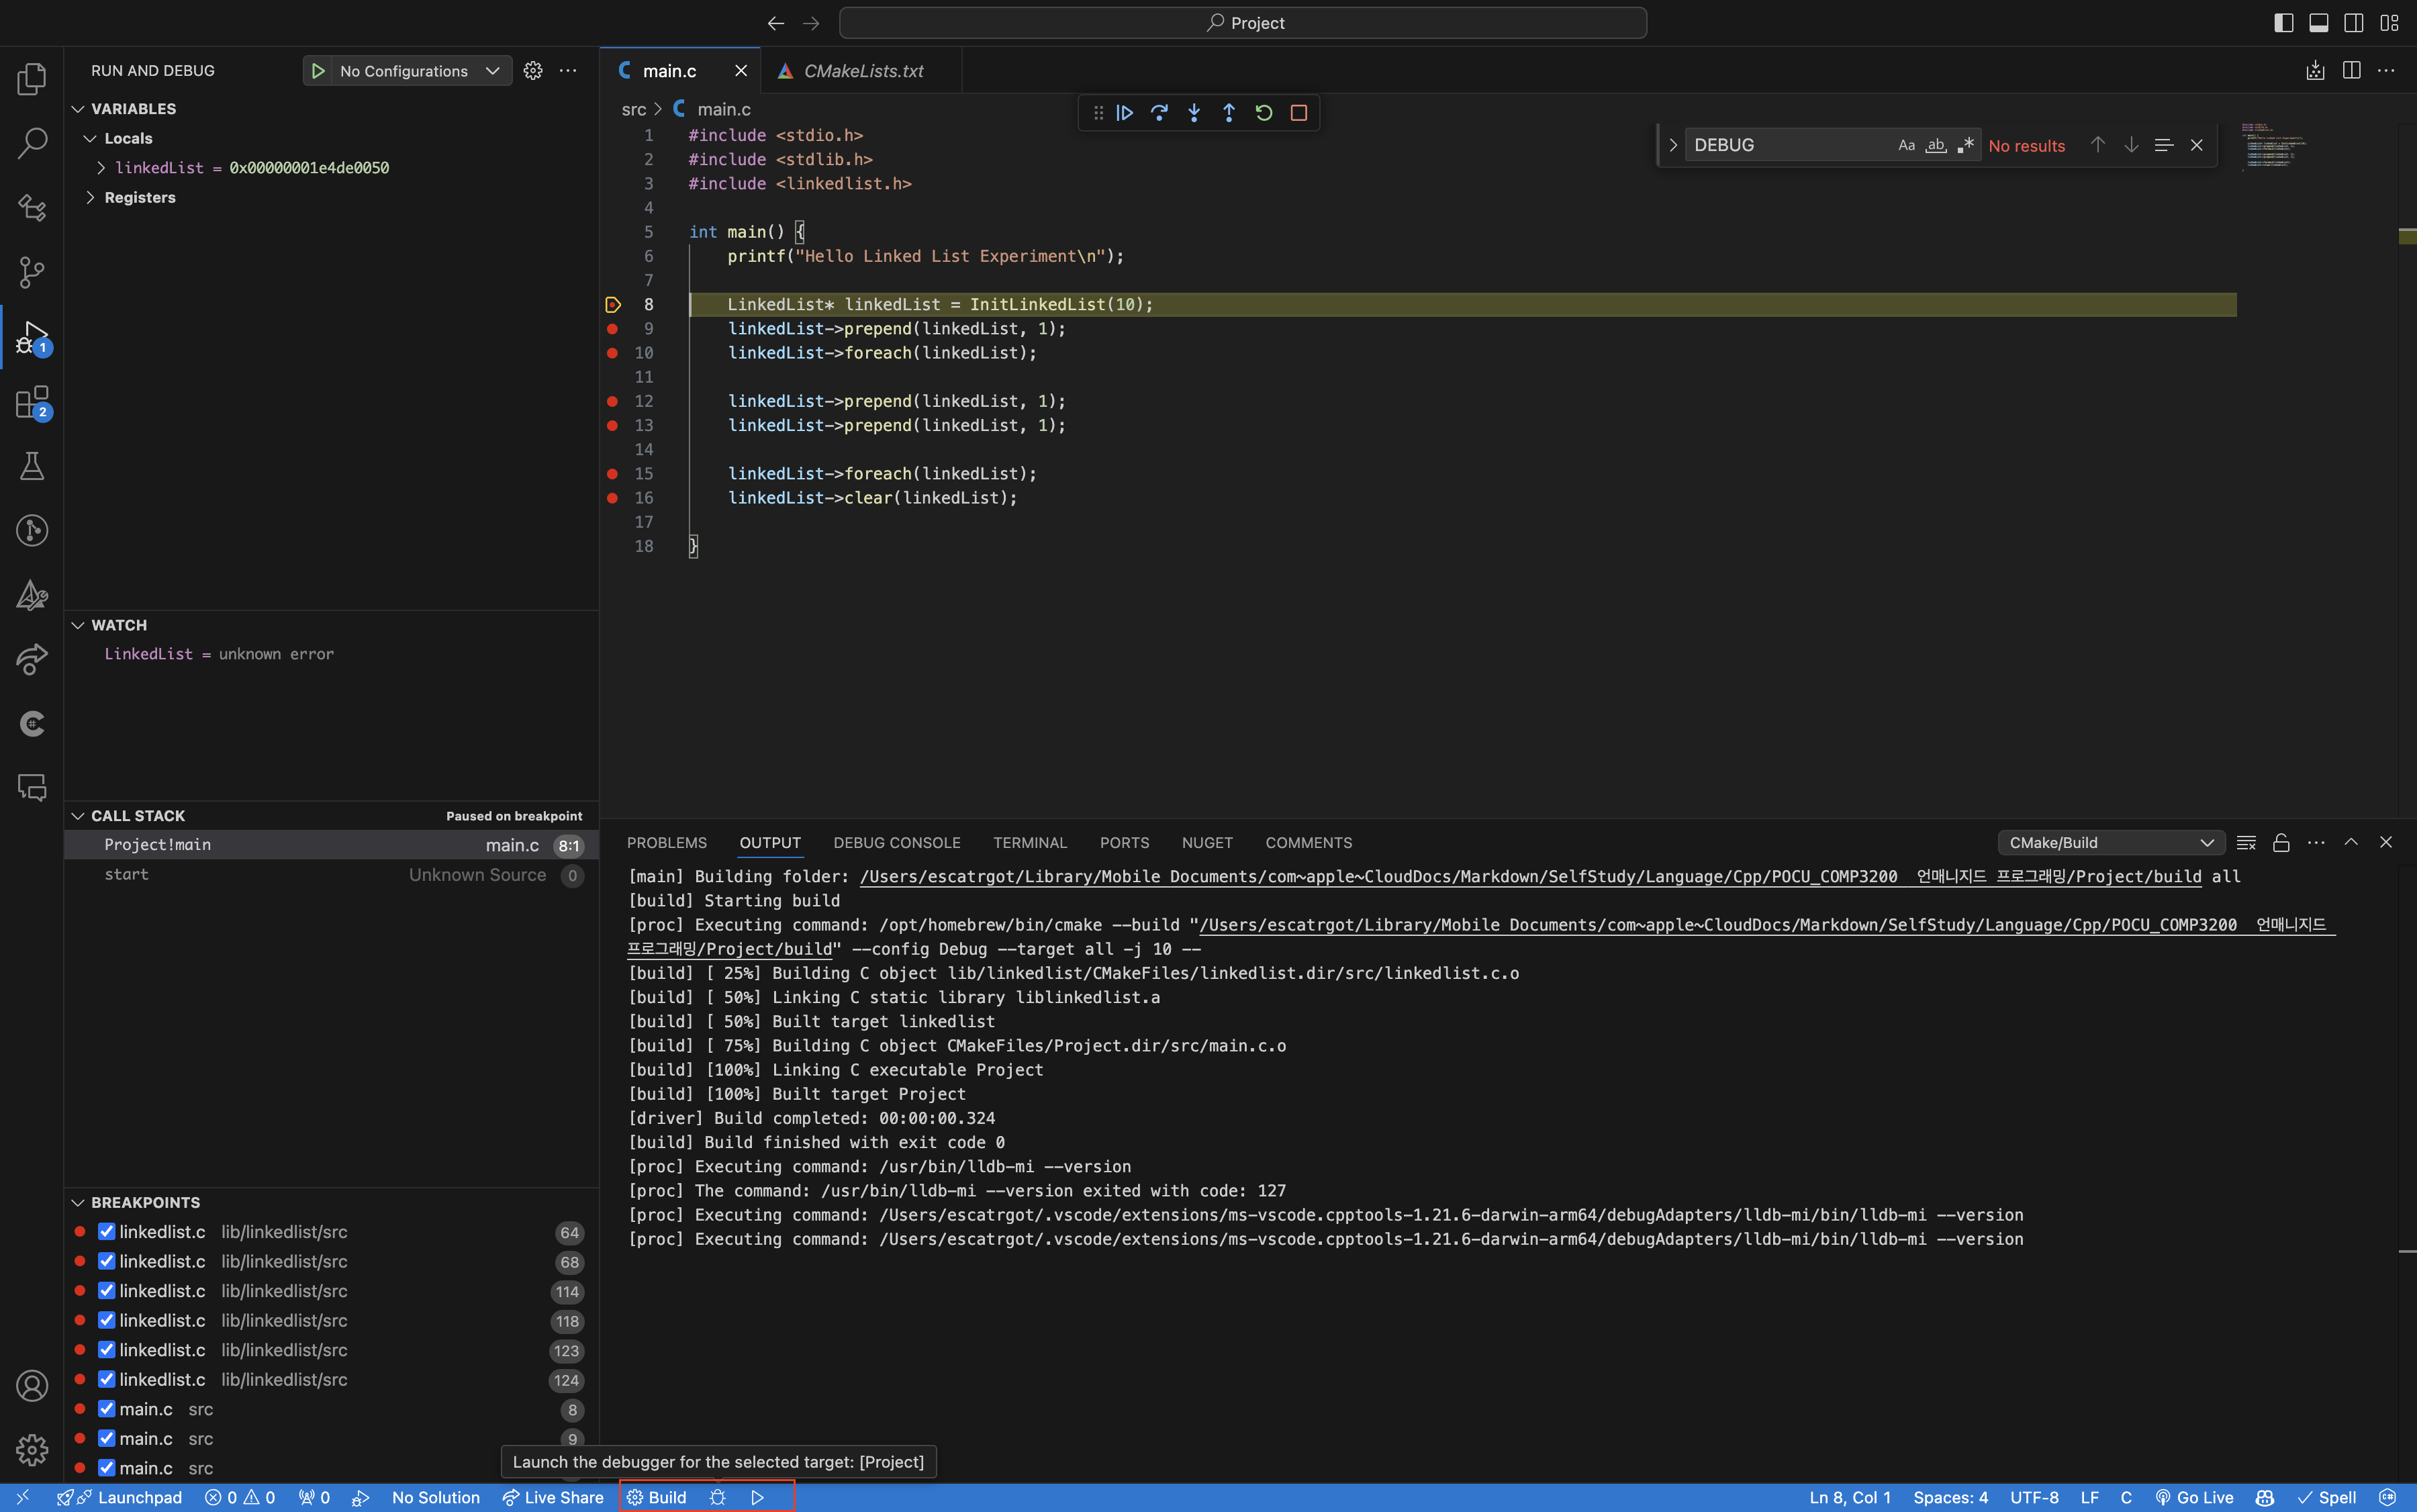 Project
RUN AND DEBUG
No Configurations
VARIABLES
Locals
linkedList = 0x00000001e4de0050
Registers
WATCH
LinkedList = unknown error
CALL STACK
Paused on breakpoint
Project!main main.c 8:1
start Unknown Source 0
BREAKPOINTS
linkedlist.c lib/linkedlist/src 64
linkedlist.c lib/linkedlist/src 68
linkedlist.c lib/linkedlist/src 114
linkedlist.c lib/linkedlist/src 118
linkedlist.c lib/linkedlist/src 123
linkedlist.c lib/linkedlist/src 124
main.c src 8
main.c src 9
main.c src
1
2
main.c
CMakeLists.txt
src > main.c
DEBUG
Aa ab .*
No results
1 #include <stdio.h>
2 #include <stdlib.h>
3 #include <linkedlist.h>
4
5 int main() {
6 printf("Hello Linked List Experiment\n");
7
8 LinkedList* linkedList = InitLinkedList(10);
9 linkedList->prepend(linkedList, 1);
10 linkedList->foreach(linkedList);
11
12 linkedList->prepend(linkedList, 1);
13 linkedList->prepend(linkedList, 1);
14
15 linkedList->foreach(linkedList);
16 linkedList->clear(linkedList);
17
18 }
PROBLEMS OUTPUT DEBUG CONSOLE TERMINAL PORTS NUGET COMMENTS
CMake/Build
[main] Building folder: /Users/escatrgot/Library/Mobile Documents/com~apple~CloudDocs/Markdown/SelfStudy/Language/Cpp/POCU_COMP3200  언매니지드 프로그래밍/Project/build all
[build] Starting build
[proc] Executing command: /opt/homebrew/bin/cmake --build "/Users/escatrgot/Library/Mobile Documents/com~apple~CloudDocs/Markdown/SelfStudy/Language/Cpp/POCU_COMP3200  언매니지드
프로그래밍/Project/build" --config Debug --target all -j 10 --
[build] [ 25%] Building C object lib/linkedlist/CMakeFiles/linkedlist.dir/src/linkedlist.c.o
[build] [ 50%] Linking C static library liblinkedlist.a
[build] [ 50%] Built target linkedlist
[build] [ 75%] Building C object CMakeFiles/Project.dir/src/main.c.o
[build] [100%] Linking C executable Project
[build] [100%] Built target Project
[driver] Build completed: 00:00:00.324
[build] Build finished with exit code 0
[proc] Executing command: /usr/bin/lldb-mi --version
[proc] The command: /usr/bin/lldb-mi --version exited with code: 127
[proc] Executing command: /Users/escatrgot/.vscode/extensions/ms-vscode.cpptools-1.21.6-darwin-arm64/debugAdapters/lldb-mi/bin/lldb-mi --version
[proc] Executing command: /Users/escatrgot/.vscode/extensions/ms-vscode.cpptools-1.21.6-darwin-arm64/debugAdapters/lldb-mi/bin/lldb-mi --version
Launch the debugger for the selected target: [Project]
Launchpad 0 0 0 No Solution Live Share Build
Ln 8, Col 1 Spaces: 4 UTF-8 LF C Go Live Spell